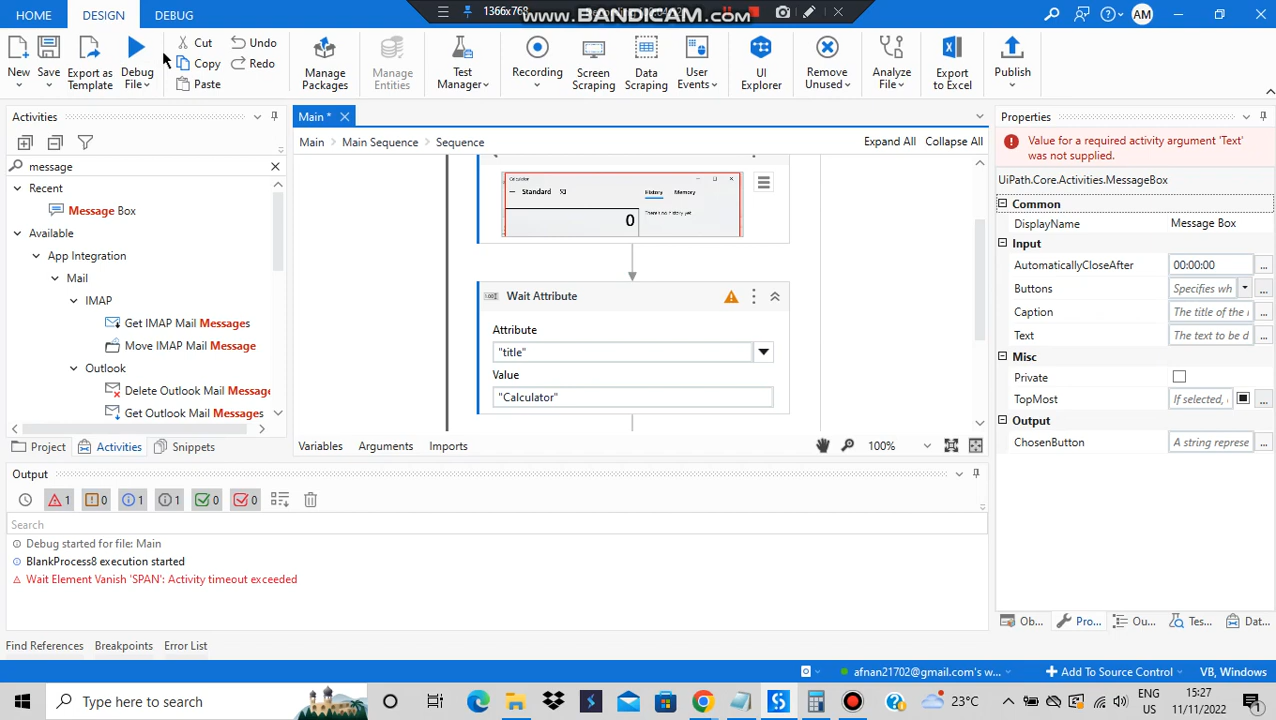 HOME
DESIGN
DEBUG
1366x768
www.BANDICAM.com
AM
New
Save
Export as Template
Debug File
Cut
Copy
Paste
Undo
Redo
Manage Packages
Manage Entities
Test Manager
Recording
Screen Scraping
Data Scraping
User Events
UI Explorer
Remove Unused
Analyze File
Export to Excel
Publish
Activities
message
Recent
Message Box
Available
App Integration
Mail
IMAP
Get IMAP Mail Messages
Move IMAP Mail Message
Outlook
Delete Outlook Mail Message
Get Outlook Mail Messages
Project
Activities
Snippets
Main *
Main
Main Sequence
Sequence
Expand All
Collapse All
Calculator
Standard
History
Memory
0
There's no history yet
Wait Attribute
Attribute
"title"
Value
"Calculator"
Variables
Arguments
Imports
100%
Properties
Value for a required activity argument 'Text' was not supplied.
UiPath.Core.Activities.MessageBox
Common
DisplayName
Message Box
Input
AutomaticallyCloseAfter
00:00:00
Buttons
Specifies wh
Caption
The title of the
Text
The text to be d
Misc
Private
TopMost
If selected,
Output
ChosenButton
A string represe
Ob...
Pro...
Ou...
Tes...
Dat...
Output
1
0
1
1
0
0
Search
Debug started for file: Main
BlankProcess8 execution started
Wait Element Vanish 'SPAN': Activity timeout exceeded
Find References
Breakpoints
Error List
afnan21702@gmail.com's w...
Add To Source Control
VB, Windows
Type here to search
23°C
ENG
US
15:27
11/11/2022
1